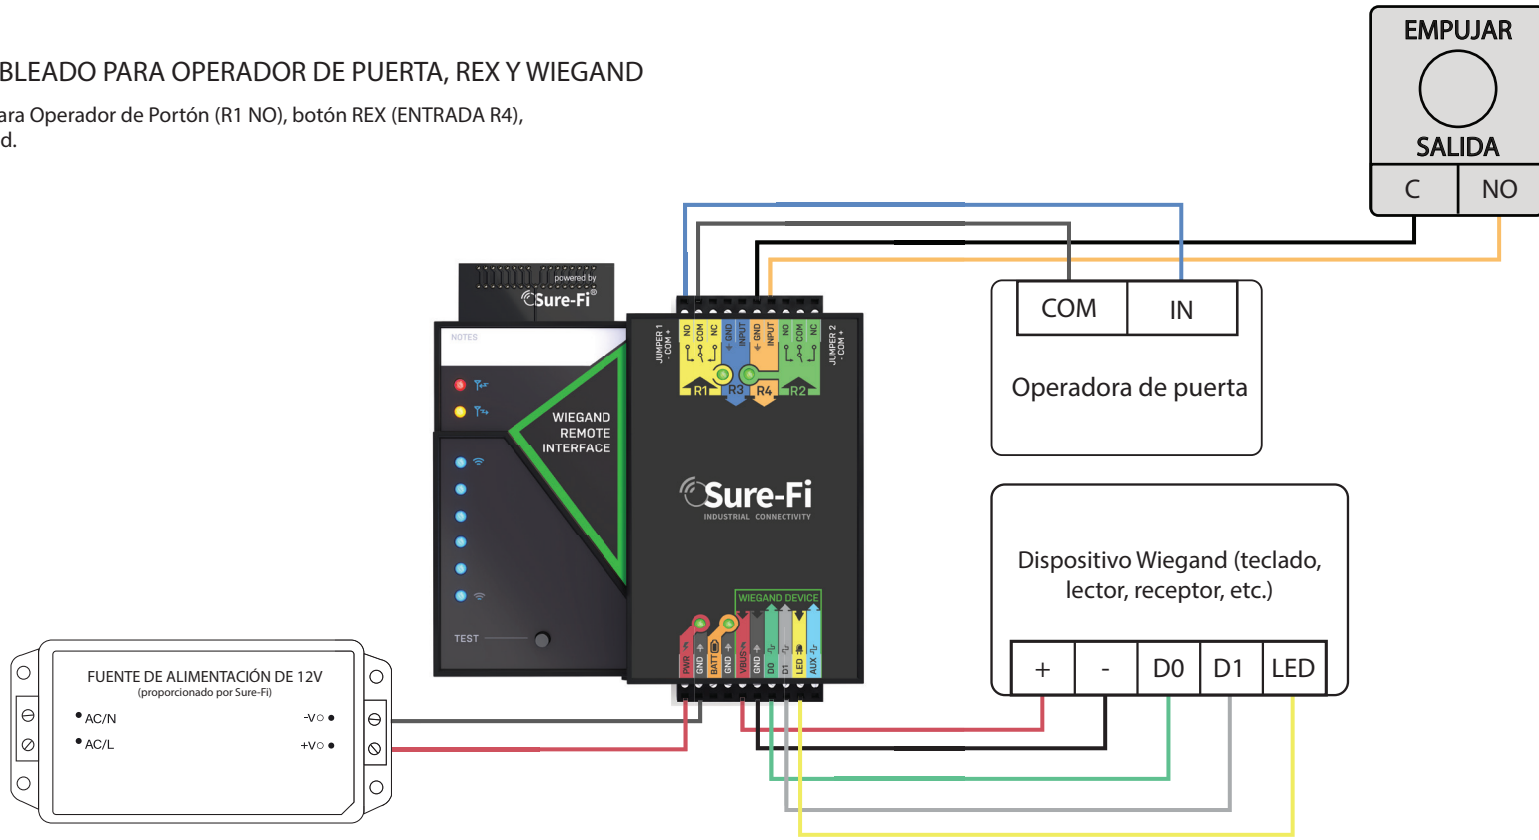 BLEADO PARA OPERADOR DE PUERTA, REX Y WIEGAND
ara Operador de Portón (R1 NO), botón REX (ENTRADA R4),
d.
EMPUJAR
SALIDA
C NO
powered by
Sure-Fi®
NOTES
WIEGAND
REMOTE
INTERFACE
TEST
JUMPER 1
- COM +
NO COM NC GND INPUT GND INPUT NO COM NC
JUMPER 2
- COM +
R1 R3 R4 R2
Sure-Fi
INDUSTRIAL CONNECTIVITY
WIEGAND DEVICE
PWR GND BATT GND VBUS GND D0 D1 LED AUX
COM IN
Operadora de puerta
Dispositivo Wiegand (teclado,
lector, receptor, etc.)
+ - D0 D1 LED
FUENTE DE ALIMENTACIÓN DE 12V
(proporcionado por Sure-Fi)
AC/N -V
AC/L +V